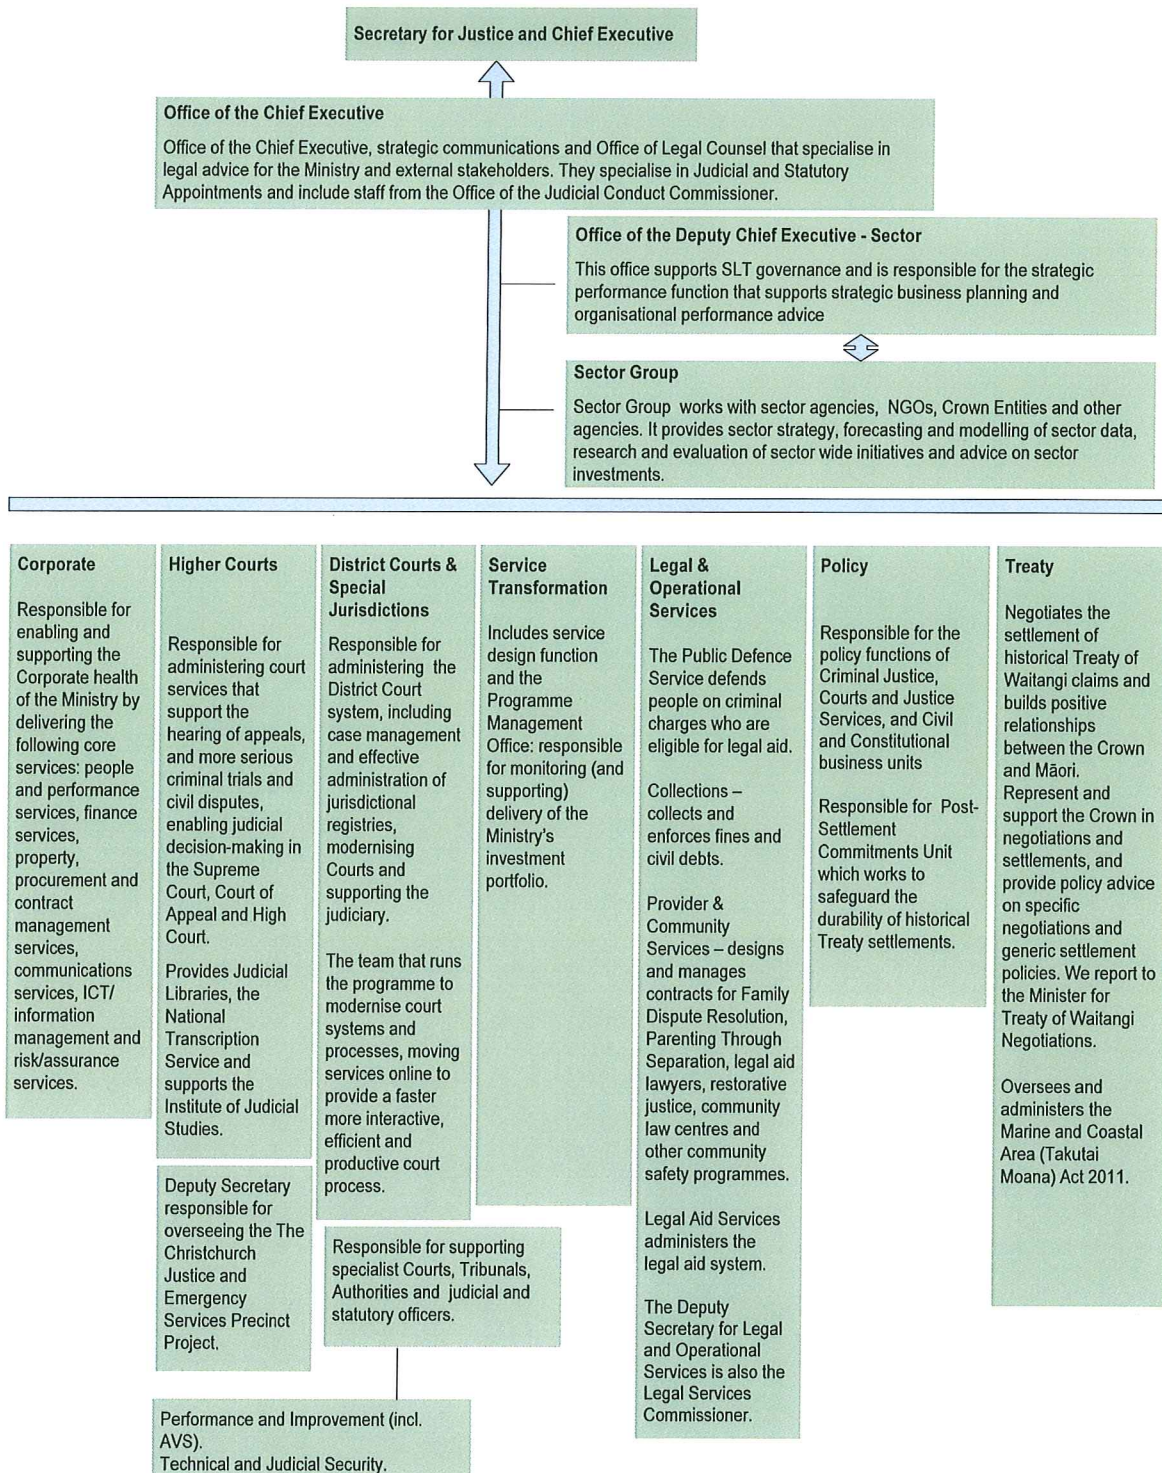 Secretary for Justice and Chief Executive
Office of the Chief Executive
Office of the Chief Executive, strategic communications and Office of Legal Counsel that specialise in
legal advice for the Ministry and external stakeholders. They specialise in Judicial and Statutory
Appointments and include staff from the Office of the Judicial Conduct Commissioner.
Office of the Deputy Chief Executive - Sector
This office supports SLT governance and is responsible for the strategic
performance function that supports strategic business planning and
organisational performance advice
Sector Group
Sector Group works with sector agencies, NGOs, Crown Entities and other
agencies. It provides sector strategy, forecasting and modelling of sector data,
research and evaluation of sector wide initiatives and advice on sector
investments.
Corporate
Responsible for
enabling and
supporting the
Corporate health
of the Ministry by
delivering the
following core
services: people
and performance
services, finance
services,
property,
procurement and
contract
management
services,
communications
services, ICT/
information
management and
risk/assurance
services.
Higher Courts
Responsible for
administering court
services that
support the
hearing of appeals,
and more serious
criminal trials and
civil disputes,
enabling judicial
decision-making in
the Supreme
Court, Court of
Appeal and High
Court.
Provides Judicial
Libraries, the
National
Transcription
Service and
supports the
Institute of Judicial
Studies.
Deputy Secretary
responsible for
overseeing the The
Christchurch
Justice and
Emergency
Services Precinct
Project.
District Courts &
Special
Jurisdictions
Responsible for
administering the
District Court
system, including
case management
and effective
administration of
jurisdictional
registries,
modernising
Courts and
supporting the
judiciary.
The team that runs
the programme to
modernise court
systems and
processes, moving
services online to
provide a faster
more interactive,
efficient and
productive court
process.
Responsible for supporting
specialist Courts, Tribunals,
Authorities and judicial and
statutory officers.
Performance and Improvement (incl.
AVS).
Technical and Judicial Security.
Service
Transformation
Includes service
design function
and the
Programme
Management
Office: responsible
for monitoring (and
supporting)
delivery of the
Ministry's
investment
portfolio.
Legal &
Operational
Services
The Public Defence
Service defends
people on criminal
charges who are
eligible for legal aid.
Collections –
collects and
enforces fines and
civil debts.
Provider &
Community
Services – designs
and manages
contracts for Family
Dispute Resolution,
Parenting Through
Separation, legal aid
lawyers, restorative
justice, community
law centres and
other community
safety programmes.
Legal Aid Services
administers the
legal aid system.
The Deputy
Secretary for Legal
and Operational
Services is also the
Legal Services
Commissioner.
Policy
Responsible for the
policy functions of
Criminal Justice,
Courts and Justice
Services, and Civil
and Constitutional
business units
Responsible for Post-
Settlement
Commitments Unit
which works to
safeguard the
durability of historical
Treaty settlements.
Treaty
Negotiates the
settlement of
historical Treaty of
Waitangi claims and
builds positive
relationships
between the Crown
and Māori.
Represent and
support the Crown in
negotiations and
settlements, and
provide policy advice
on specific
negotiations and
generic settlement
policies. We report to
the Minister for
Treaty of Waitangi
Negotiations.
Oversees and
administers the
Marine and Coastal
Area (Takutai
Moana) Act 2011.